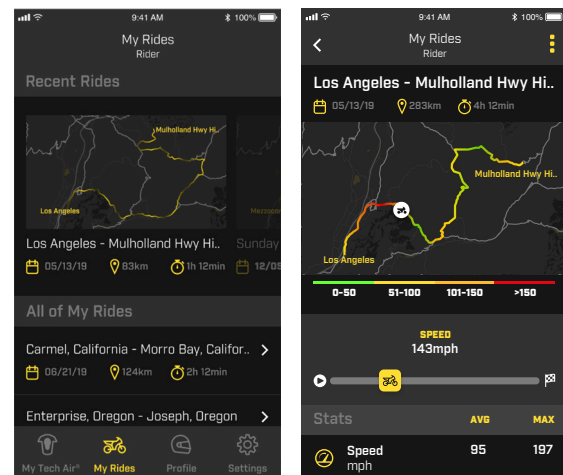 9:41 AM
100%
My Rides
Rider
Recent Rides
Mulholland Hwy Hi..
Los Angeles
Los Angeles - Mulholland Hwy Hi..
Sunday
05/13/19
83km
1h 12min
All of My Rides
Carmel, California - Morro Bay, Califor..
06/21/19
124km
2h 12min
Enterprise, Oregon - Joseph, Oregon
My Tech Air®
My Rides
Profile
Settings
9:41 AM
100%
My Rides
Rider
Los Angeles - Mulholland Hwy Hi..
05/13/19
283km
4h 12min
Mulholland Hwy Hi..
Los Angeles
0-50
51-100
101-150
>150
SPEED
143mph
Stats
AVG
MAX
Speed
95
197
mph